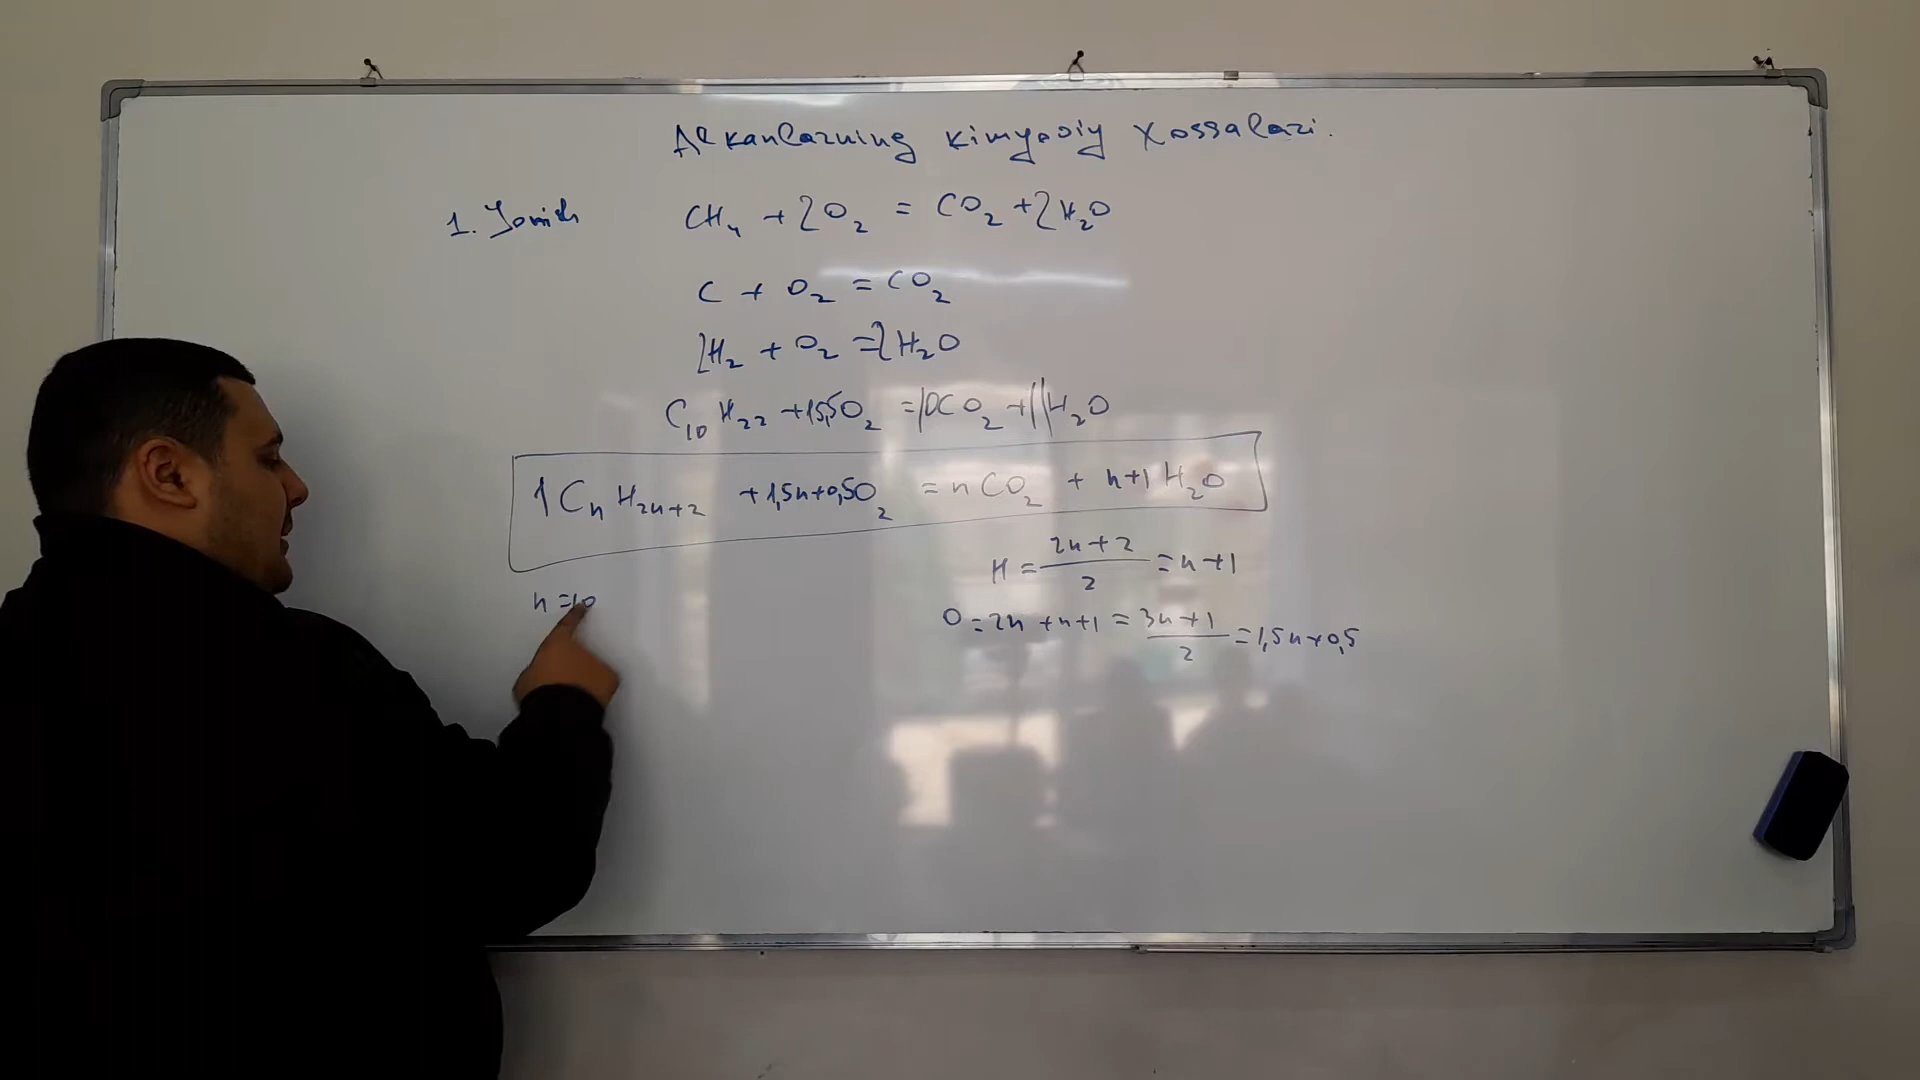 Alkanlarning kimyoviy xossalari.
1. Yonish CH₄ + 2O₂ = CO₂ + 2H₂O
C + O₂ = CO₂
2H₂ + O₂ = 2H₂O
C₁₀H₂₂ + 15,5O₂ = 10CO₂ + 11H₂O
1CₙH₂ₙ₊₂ + 1,5n+0,5O₂ = nCO₂ + n+1H₂O
H = (2n+2)/2 = n+1
n = 10
O = 2n + n+1 = (3n+1)/2 = 1,5n+0,5